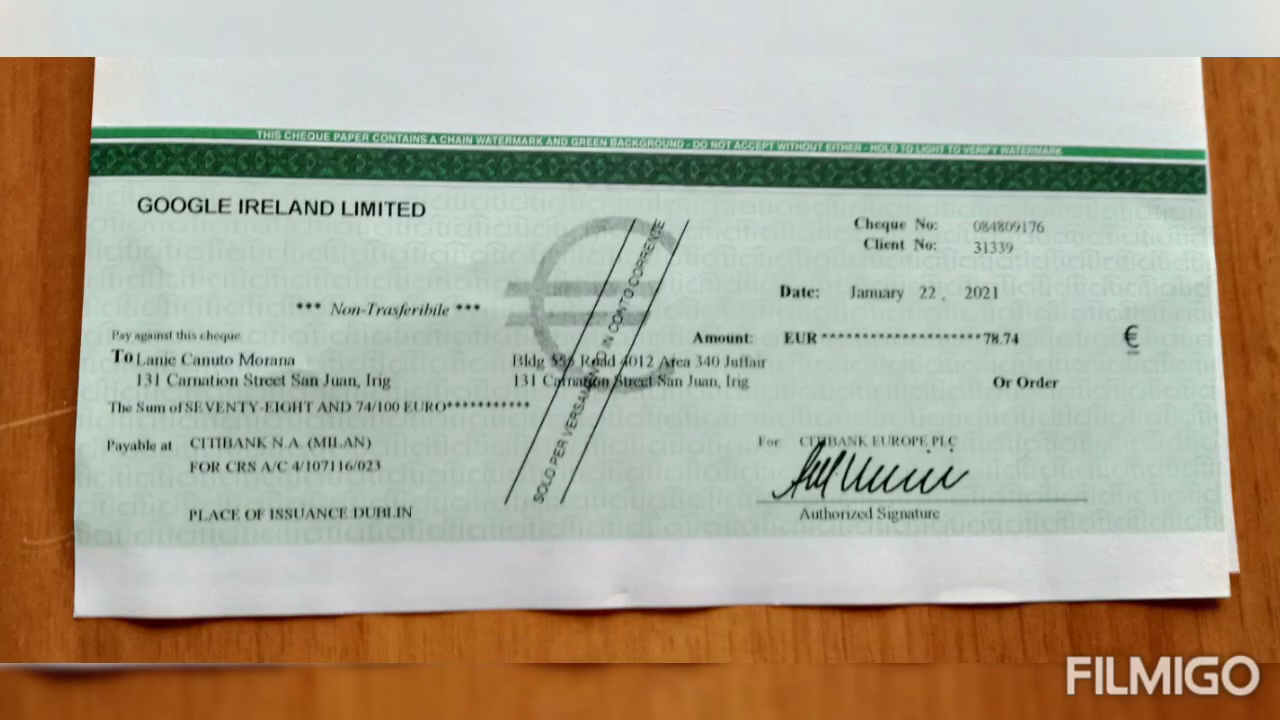 THIS CHEQUE PAPER CONTAINS A CHAIN WATERMARK AND GREEN BACKGROUND - DO NOT ACCEPT WITHOUT EITHER - HOLD TO LIGHT TO VERIFY WATERMARK
GOOGLE IRELAND LIMITED
Cheque No: 084809176
Client No: 31339
Date: January 22, 2021
*** Non-Trasferibile ***
Pay against this cheque
Amount: EUR ********************78.74 €
To Lanie Canuto Morana
Bldg 556 Road 4012 Area 340 Juffair
131 Carnation Street San Juan, Irig
131 Carnation Street San Juan, Irig
Or Order
The Sum of SEVENTY-EIGHT AND 74/100 EURO**********
SOLO PER VERSAMENTO IN CONTO CORRENTE
Payable at CITIBANK N.A. (MILAN)
FOR CRS A/C 4/107116/023
For CITIBANK EUROPE PLC
PLACE OF ISSUANCE DUBLIN
Authorized Signature
FILMIGO